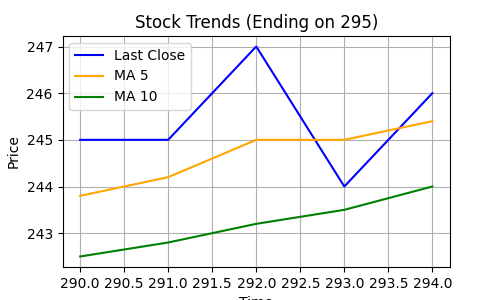 Stock Trends (Ending on 295)
247
246
245
244
243
Price
Last Close
MA 5
MA 10
290.0 290.5 291.0 291.5 292.0 292.5 293.0 293.5 294.0
Time